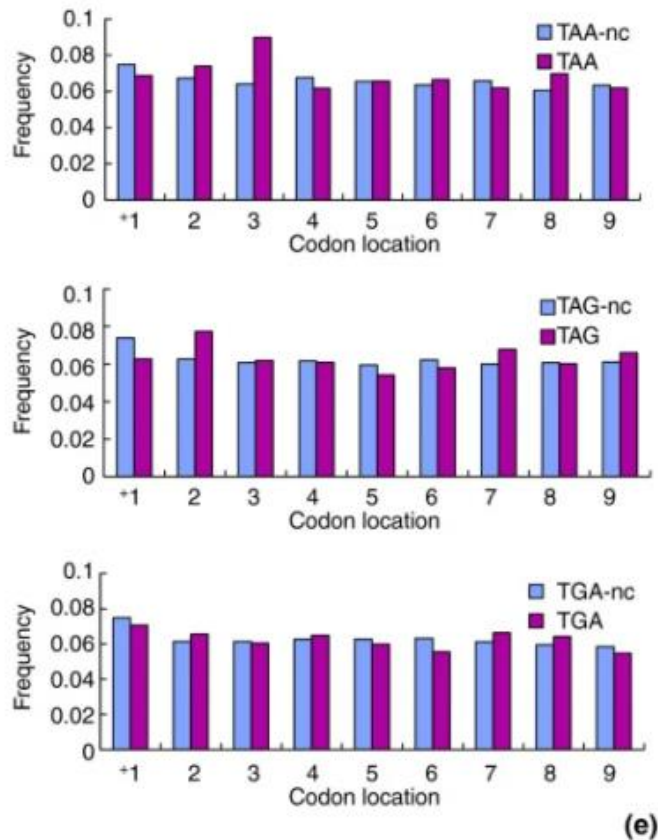 0.1
0.08
0.06
0.04
0.02
0
Frequency
TAA-nc
TAA
+1 2 3 4 5 6 7 8 9
Codon location
0.1
0.08
0.06
0.04
0.02
0
Frequency
TAG-nc
TAG
+1 2 3 4 5 6 7 8 9
Codon location
0.1
0.08
0.06
0.04
0.02
0
Frequency
TGA-nc
TGA
+1 2 3 4 5 6 7 8 9
Codon location
(e)